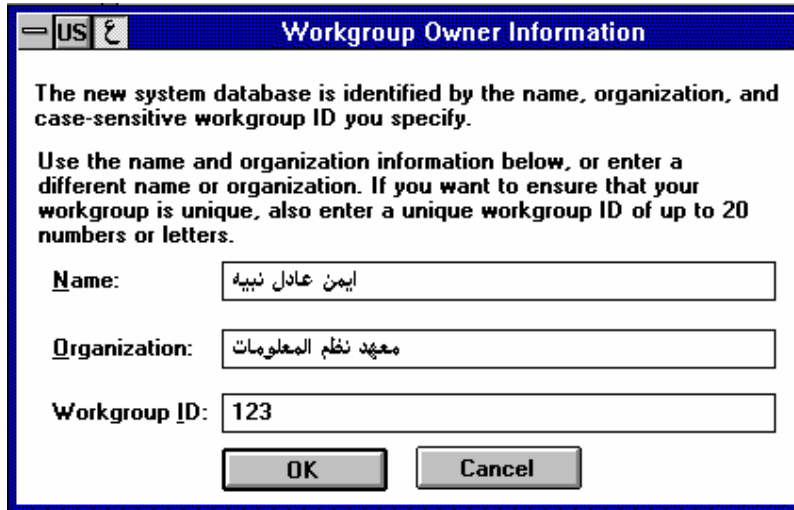 US ع Workgroup Owner Information
The new system database is identified by the name, organization, and
case-sensitive workgroup ID you specify.
Use the name and organization information below, or enter a
different name or organization. If you want to ensure that your
workgroup is unique, also enter a unique workgroup ID of up to 20
numbers or letters.
Name: ايمن عادل نبيه
Organization: معهد نظم المعلومات
Workgroup ID: 123
OK Cancel